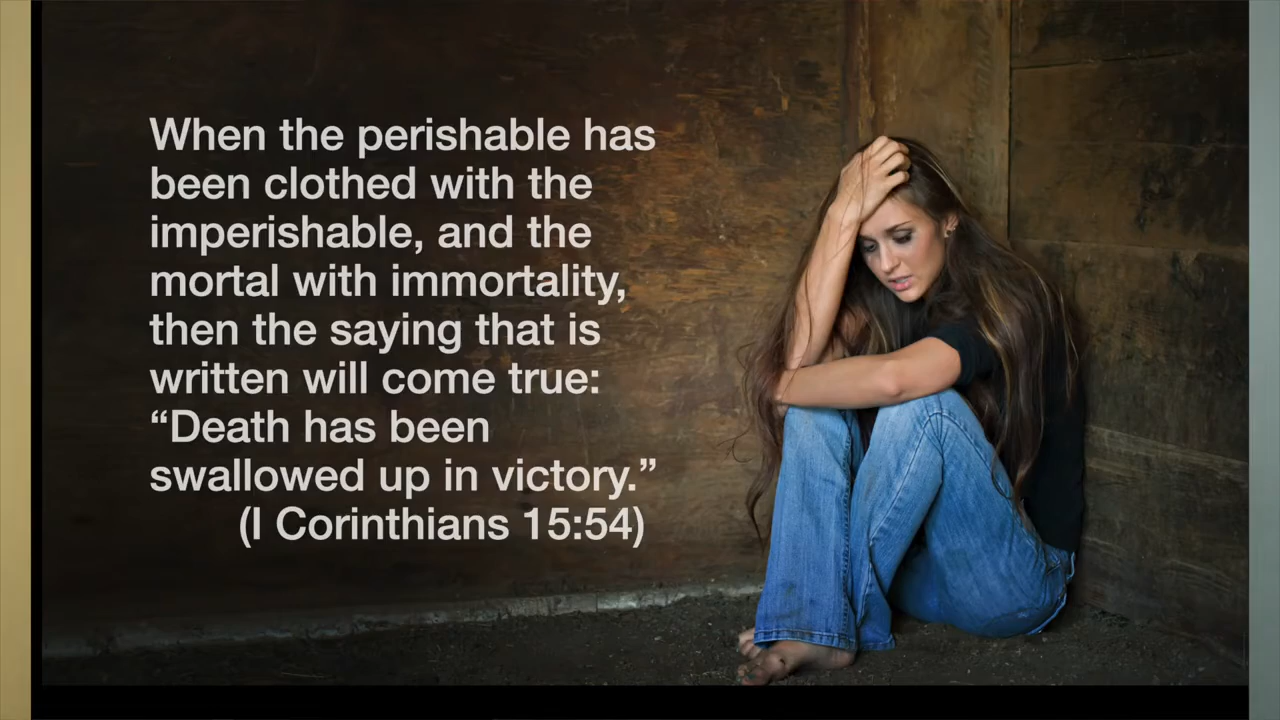 When the perishable has
been clothed with the
imperishable, and the
mortal with immortality,
then the saying that is
written will come true:
“Death has been
swallowed up in victory.”
(I Corinthians 15:54)